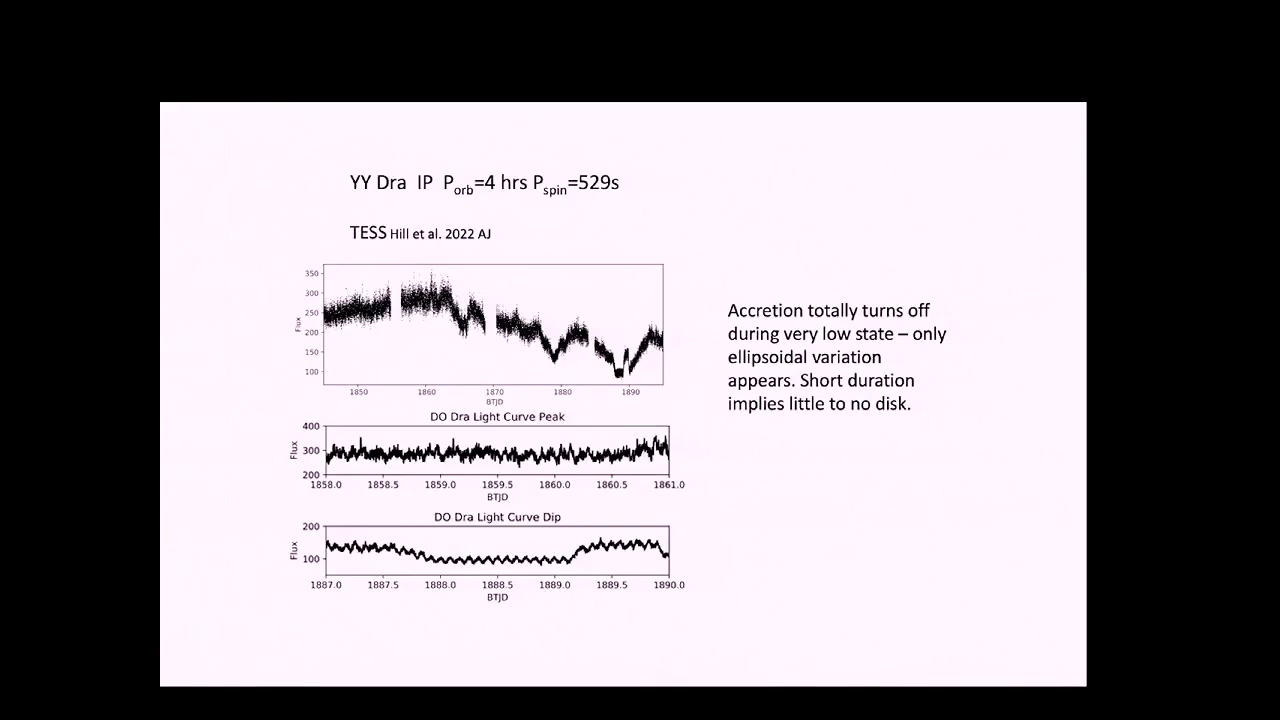 YY Dra IP Porb=4 hrs Pspin=529s
TESS Hill et al. 2022 AJ
350
300
250
200
150
100
Flux
1850 1860 1870 1880 1890
BTJD
Accretion totally turns off
during very low state – only
ellipsoidal variation
appears. Short duration
implies little to no disk.
DO Dra Light Curve Peak
400
300
200
Flux
1858.0 1858.5 1859.0 1859.5 1860.0 1860.5 1861.0
BTJD
DO Dra Light Curve Dip
200
100
Flux
1887.0 1887.5 1888.0 1888.5 1889.0 1889.5 1890.0
BTJD